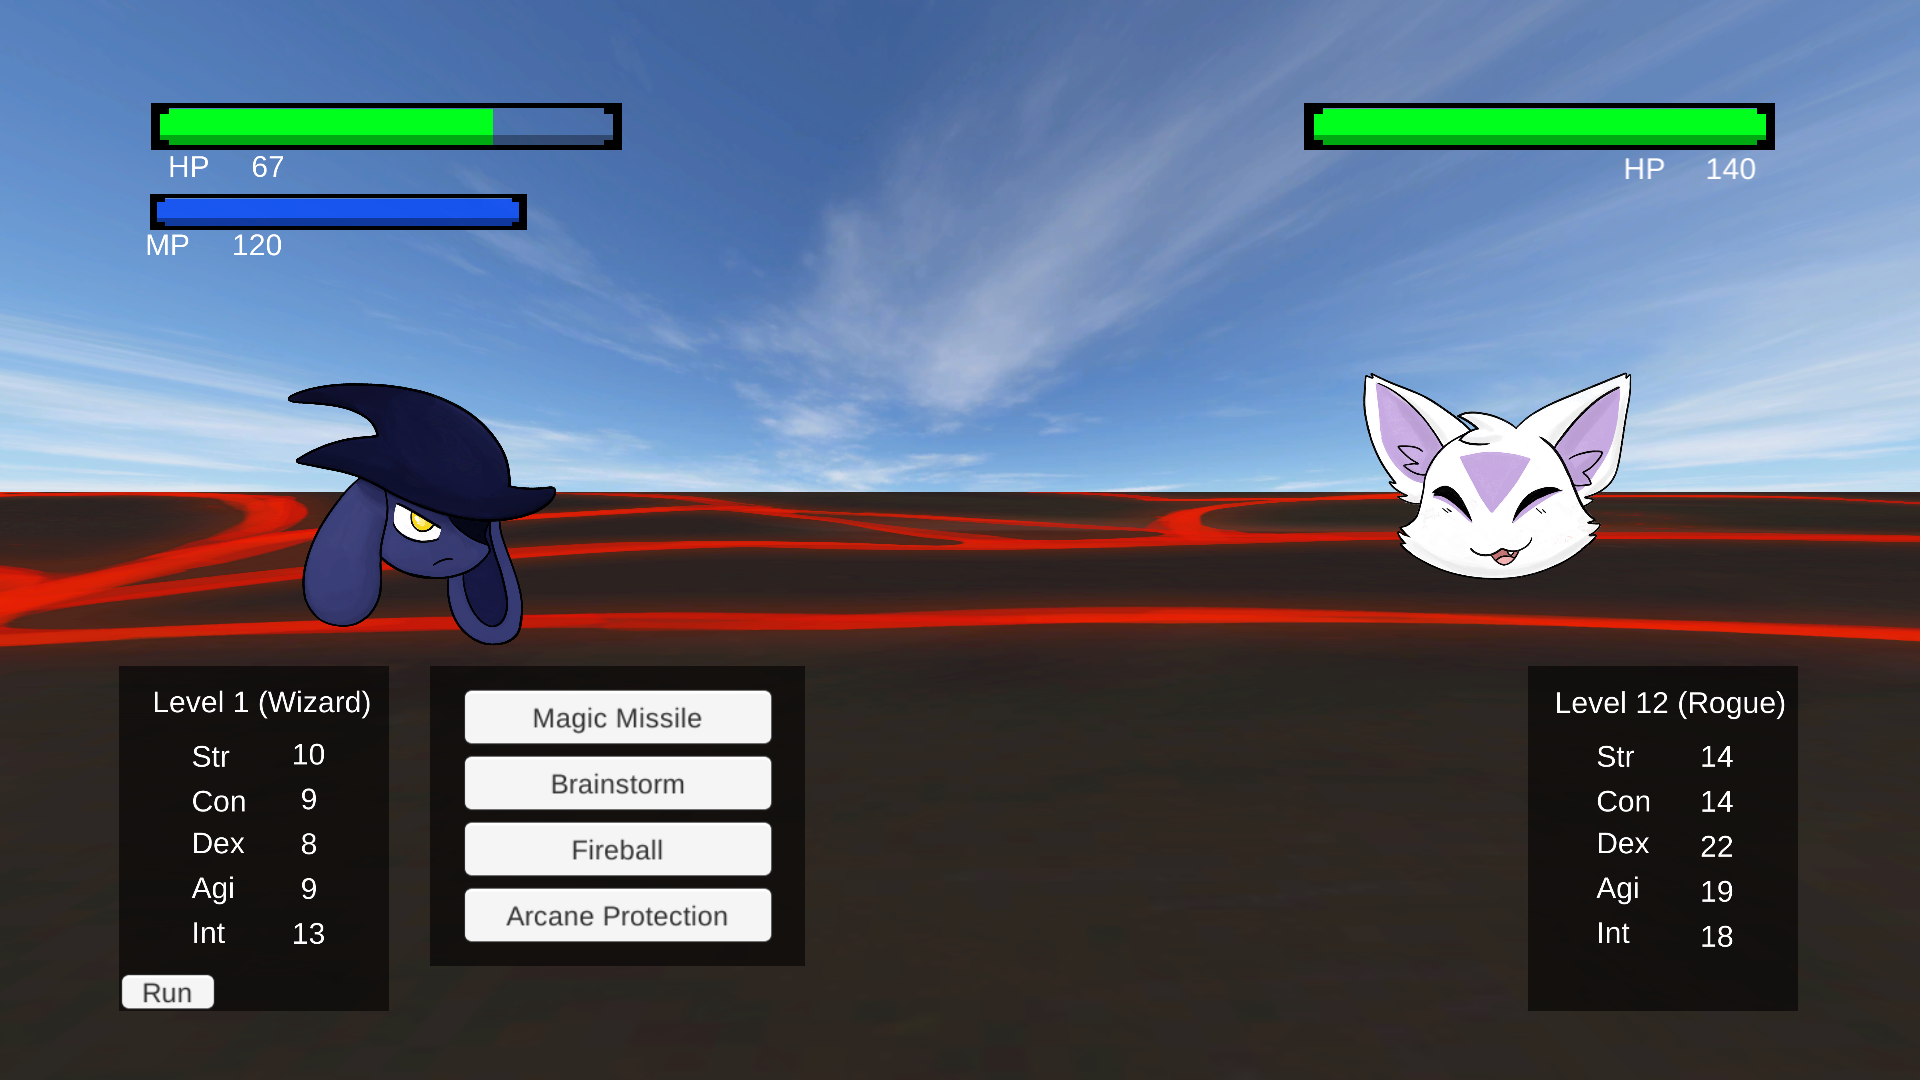 HP 67
MP 120
HP 140
Level 1 (Wizard)
Str 10
Con 9
Dex 8
Agi 9
Int 13
Run
Magic Missile
Brainstorm
Fireball
Arcane Protection
Level 12 (Rogue)
Str 14
Con 14
Dex 22
Agi 19
Int 18